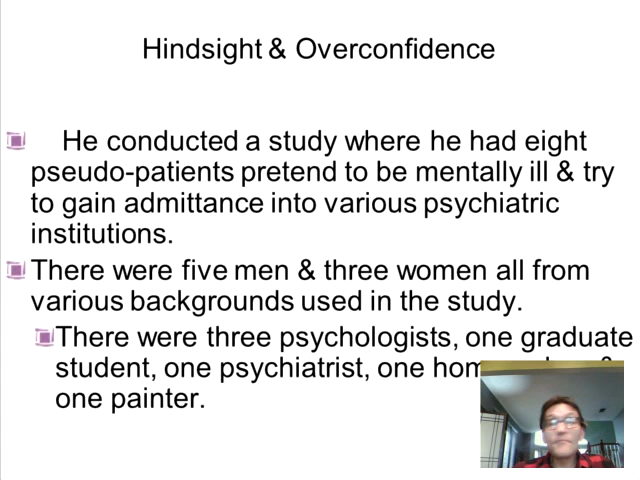 Hindsight & Overconfidence
He conducted a study where he had eight
pseudo-patients pretend to be mentally ill & try
to gain admittance into various psychiatric
institutions.
There were five men & three women all from
various backgrounds used in the study.
There were three psychologists, one graduate
student, one psychiatrist, one
one painter.